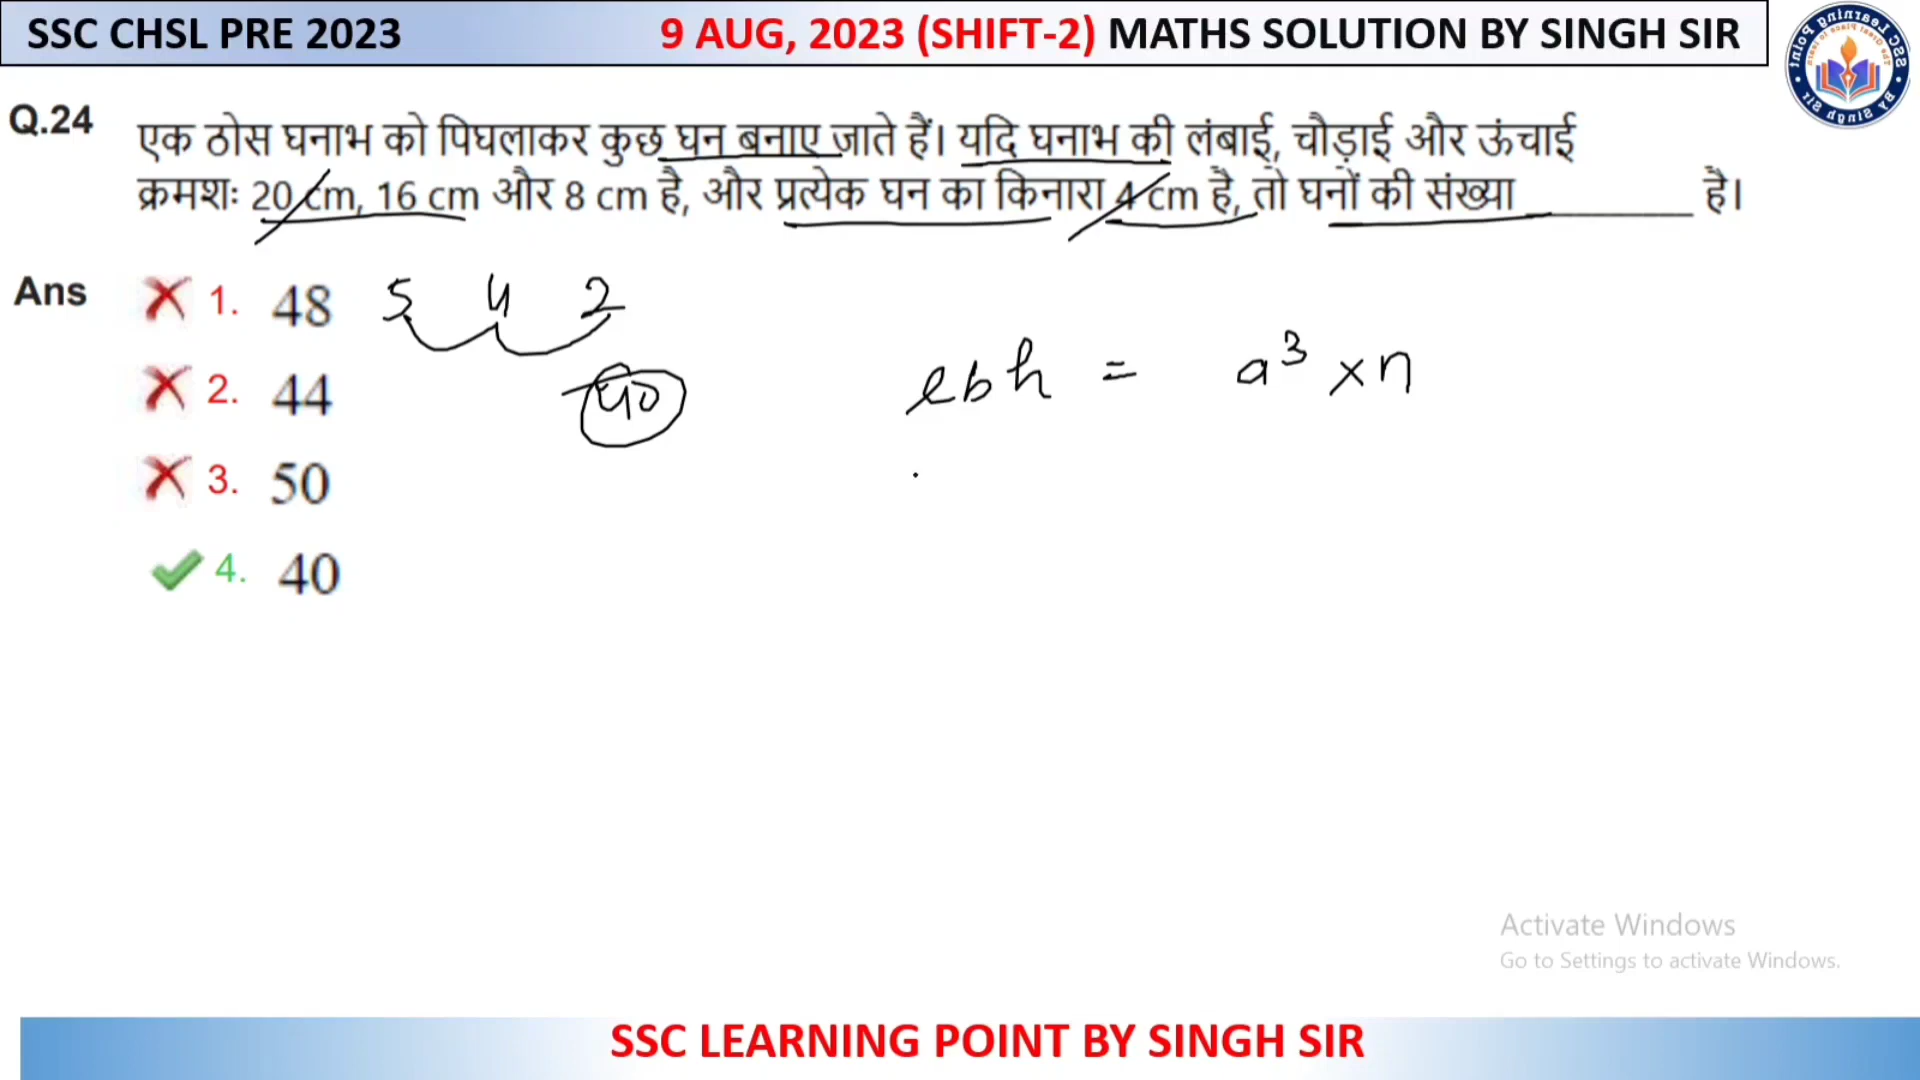 SSC CHSL PRE 2023 9 AUG, 2023 (SHIFT-2) MATHS SOLUTION BY SINGH SIR
Q.24 एक ठोस घनाभ को पिघलाकर कुछ घन बनाए जाते हैं। यदि घनाभ की लंबाई, चौड़ाई और ऊंचाई
क्रमशः 20 cm, 16 cm और 8 cm है, और प्रत्येक घन का किनारा 4 cm है, तो घनों की संख्या __________ है।
Ans 1. 48 5 4 2
2. 44 40 lbh = a³ × n
3. 50
4. 40
Activate Windows
Go to Settings to activate Windows.
SSC LEARNING POINT BY SINGH SIR